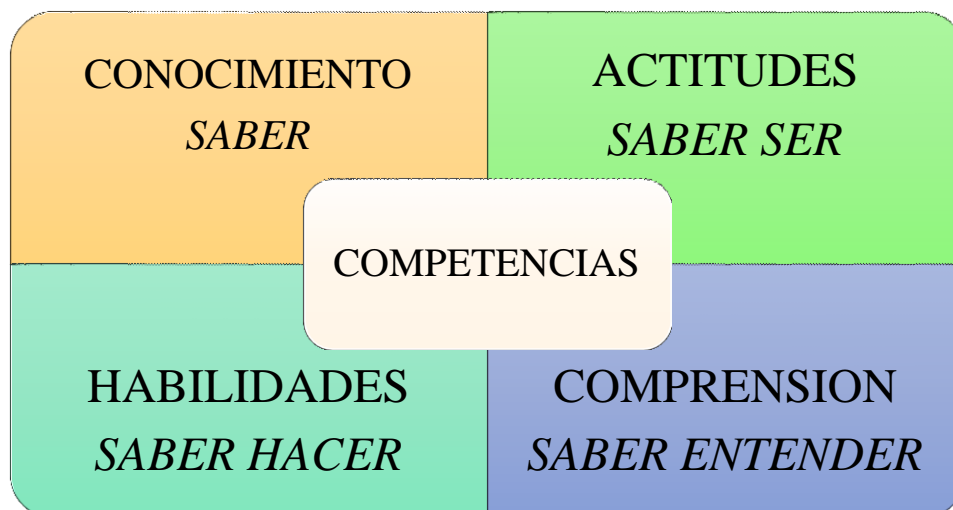 CONOCIMIENTO
SABER
ACTITUDES
SABER SER
COMPETENCIAS
HABILIDADES
SABER HACER
COMPRENSION
SABER ENTENDER